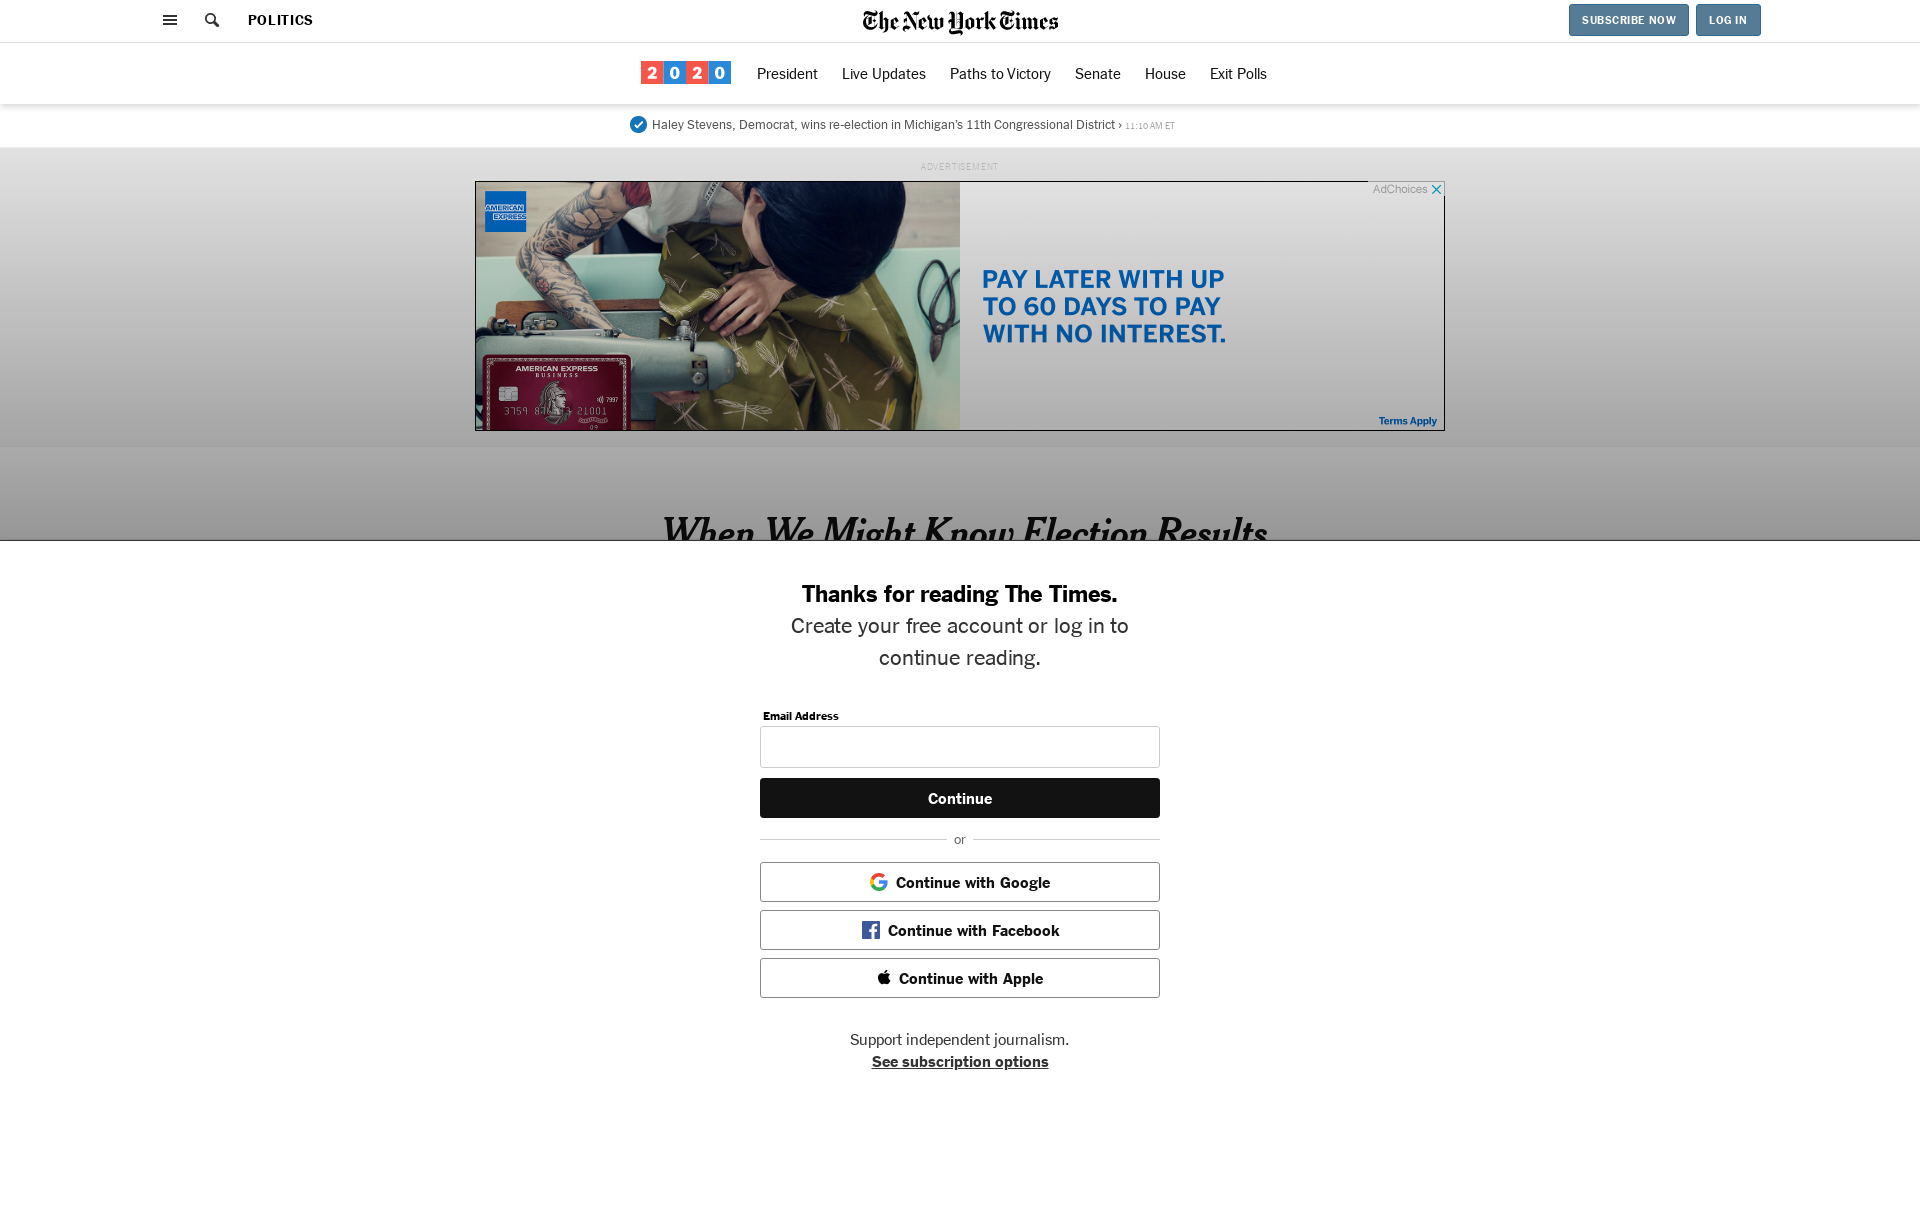 POLITICS
The New York Times
SUBSCRIBE NOW
LOG IN
2020
President
Live Updates
Paths to Victory
Senate
House
Exit Polls
Haley Stevens, Democrat, wins re-election in Michigan's 11th Congressional District › 11:10 AM ET
ADVERTISEMENT
AdChoices
AMERICAN
EXPRESS
PAY LATER WITH UP
TO 60 DAYS TO PAY
WITH NO INTEREST.
AMERICAN EXPRESS
BUSINESS
7997
3759 21001
09
Terms Apply
When We Might Know Election Results
Thanks for reading The Times.
Create your free account or log in to
continue reading.
Email Address
Continue
or
Continue with Google
Continue with Facebook
Continue with Apple
Support independent journalism.
See subscription options